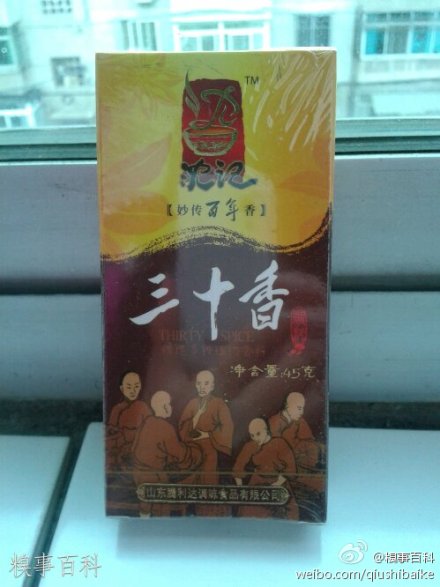 TM
沈记
【妙传百年香】
三十香
THIRTY SPICE
净含量:45克
山东腾利达调味食品有限公司
糗事百科
@糗事百科
weibo.com/qiushibaike